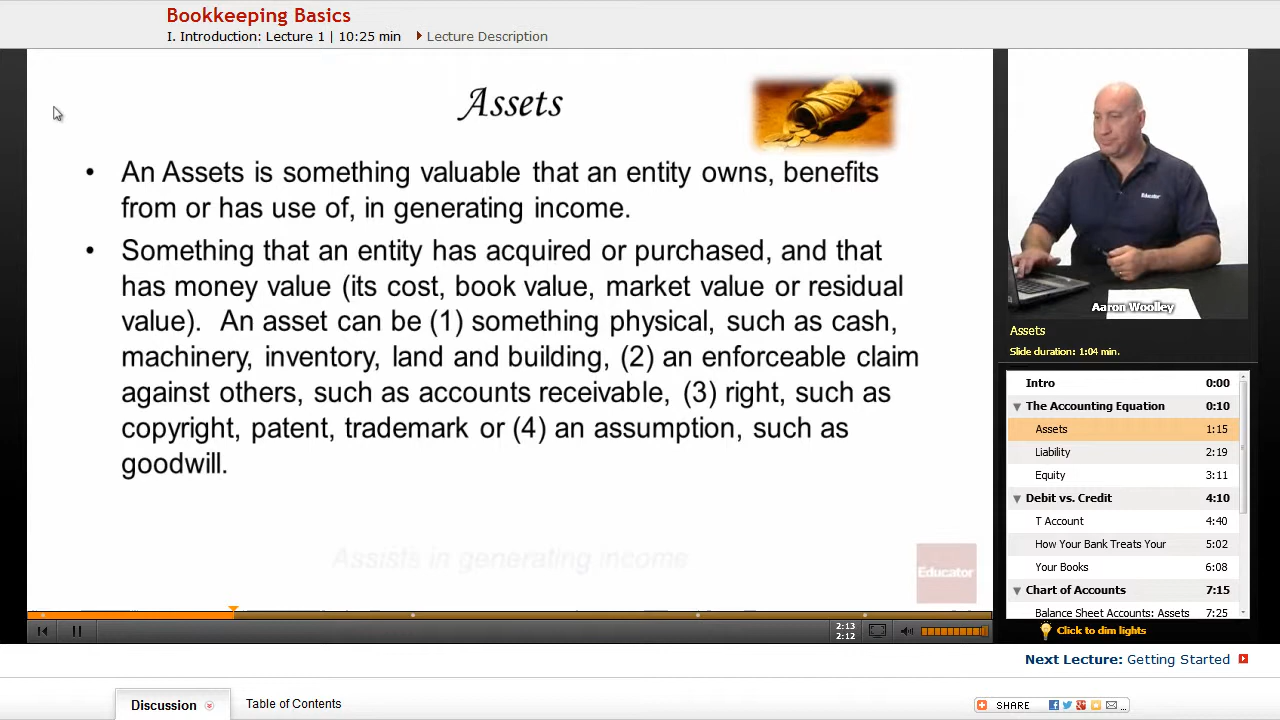 Bookkeeping Basics
I. Introduction: Lecture 1 | 10:25 min
Lecture Description
Assets
• An Assets is something valuable that an entity owns, benefits
from or has use of, in generating income.
• Something that an entity has acquired or purchased, and that
has money value (its cost, book value, market value or residual
value). An asset can be (1) something physical, such as cash,
machinery, inventory, land and building, (2) an enforceable claim
against others, such as accounts receivable, (3) right, such as
copyright, patent, trademark or (4) an assumption, such as
goodwill.
Assists in generating income
Educator
2:13
2:12
Educator
Aaron Woolley
Assets
Slide duration: 1:04 min.
Intro 0:00
The Accounting Equation 0:10
Assets 1:15
Liability 2:19
Equity 3:11
Debit vs. Credit 4:10
T Account 4:40
How Your Bank Treats Your 5:02
Your Books 6:08
Chart of Accounts 7:15
Balance Sheet Accounts: Assets 7:25
Click to dim lights
Next Lecture: Getting Started
Discussion
Table of Contents
SHARE